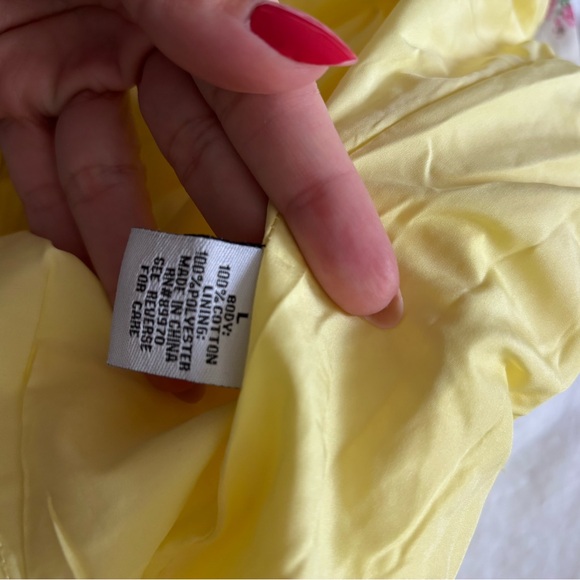 L
BODY:
100%COTTON
LINING:
100%POLYESTER
MADE IN CHINA
RN#89970
SEE REVERSE
FOR CARE